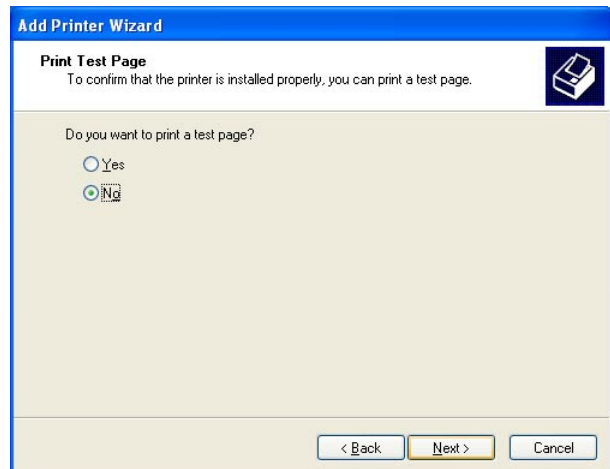 Add Printer Wizard
Print Test Page
To confirm that the printer is installed properly, you can print a test page.
Do you want to print a test page?
Yes
No
< Back
Next >
Cancel